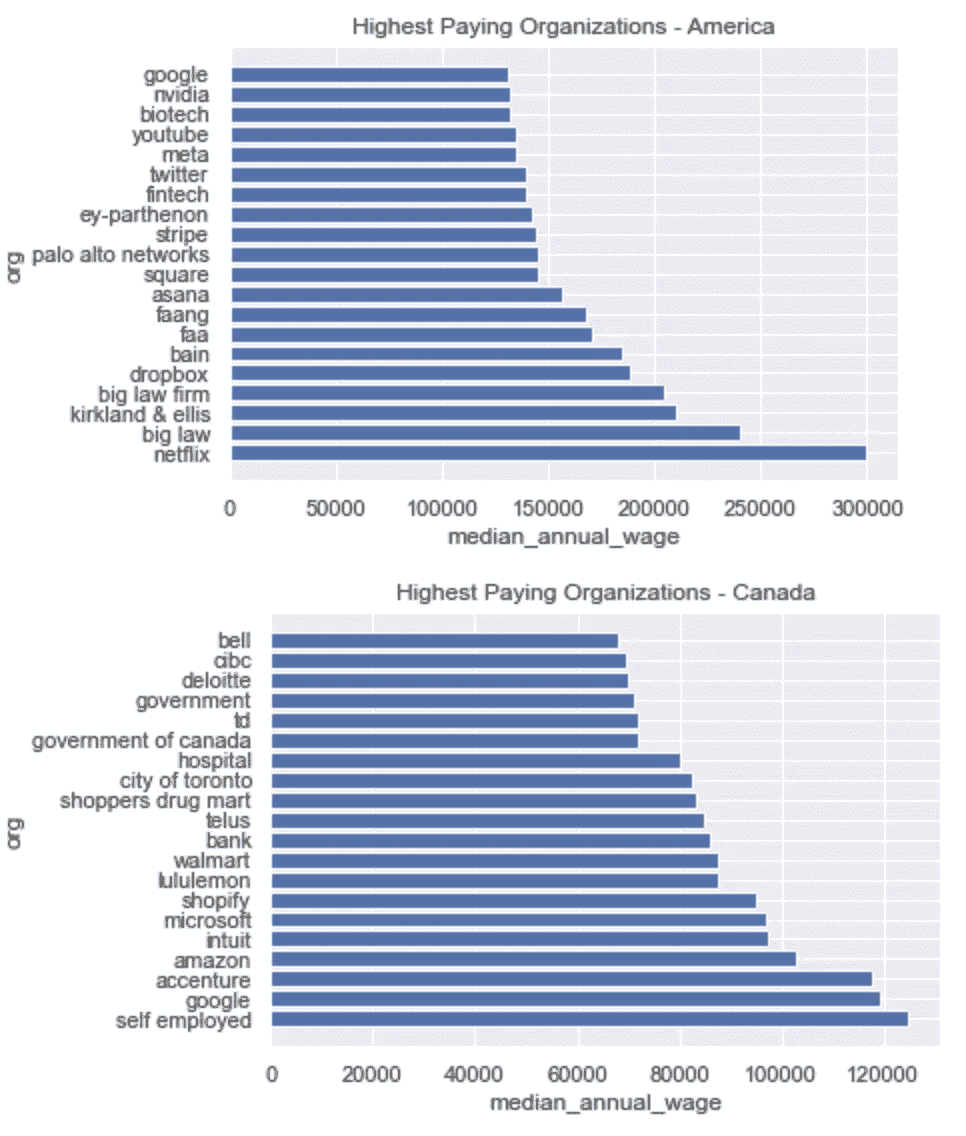 Highest Paying Organizations - America
google
nvidia
biotech
youtube
meta
twitter
fintech
ey-parthenon
stripe
palo alto networks
square
asana
faang
faa
bain
dropbox
big law firm
kirkland & ellis
big law
netflix
org
0 50000 100000 150000 200000 250000 300000
median_annual_wage
Highest Paying Organizations - Canada
bell
cibc
deloitte
government
td
government of canada
hospital
city of toronto
shoppers drug mart
telus
bank
walmart
lululemon
shopify
microsoft
intuit
amazon
accenture
google
self employed
org
0 20000 40000 60000 80000 100000 120000
median_annual_wage